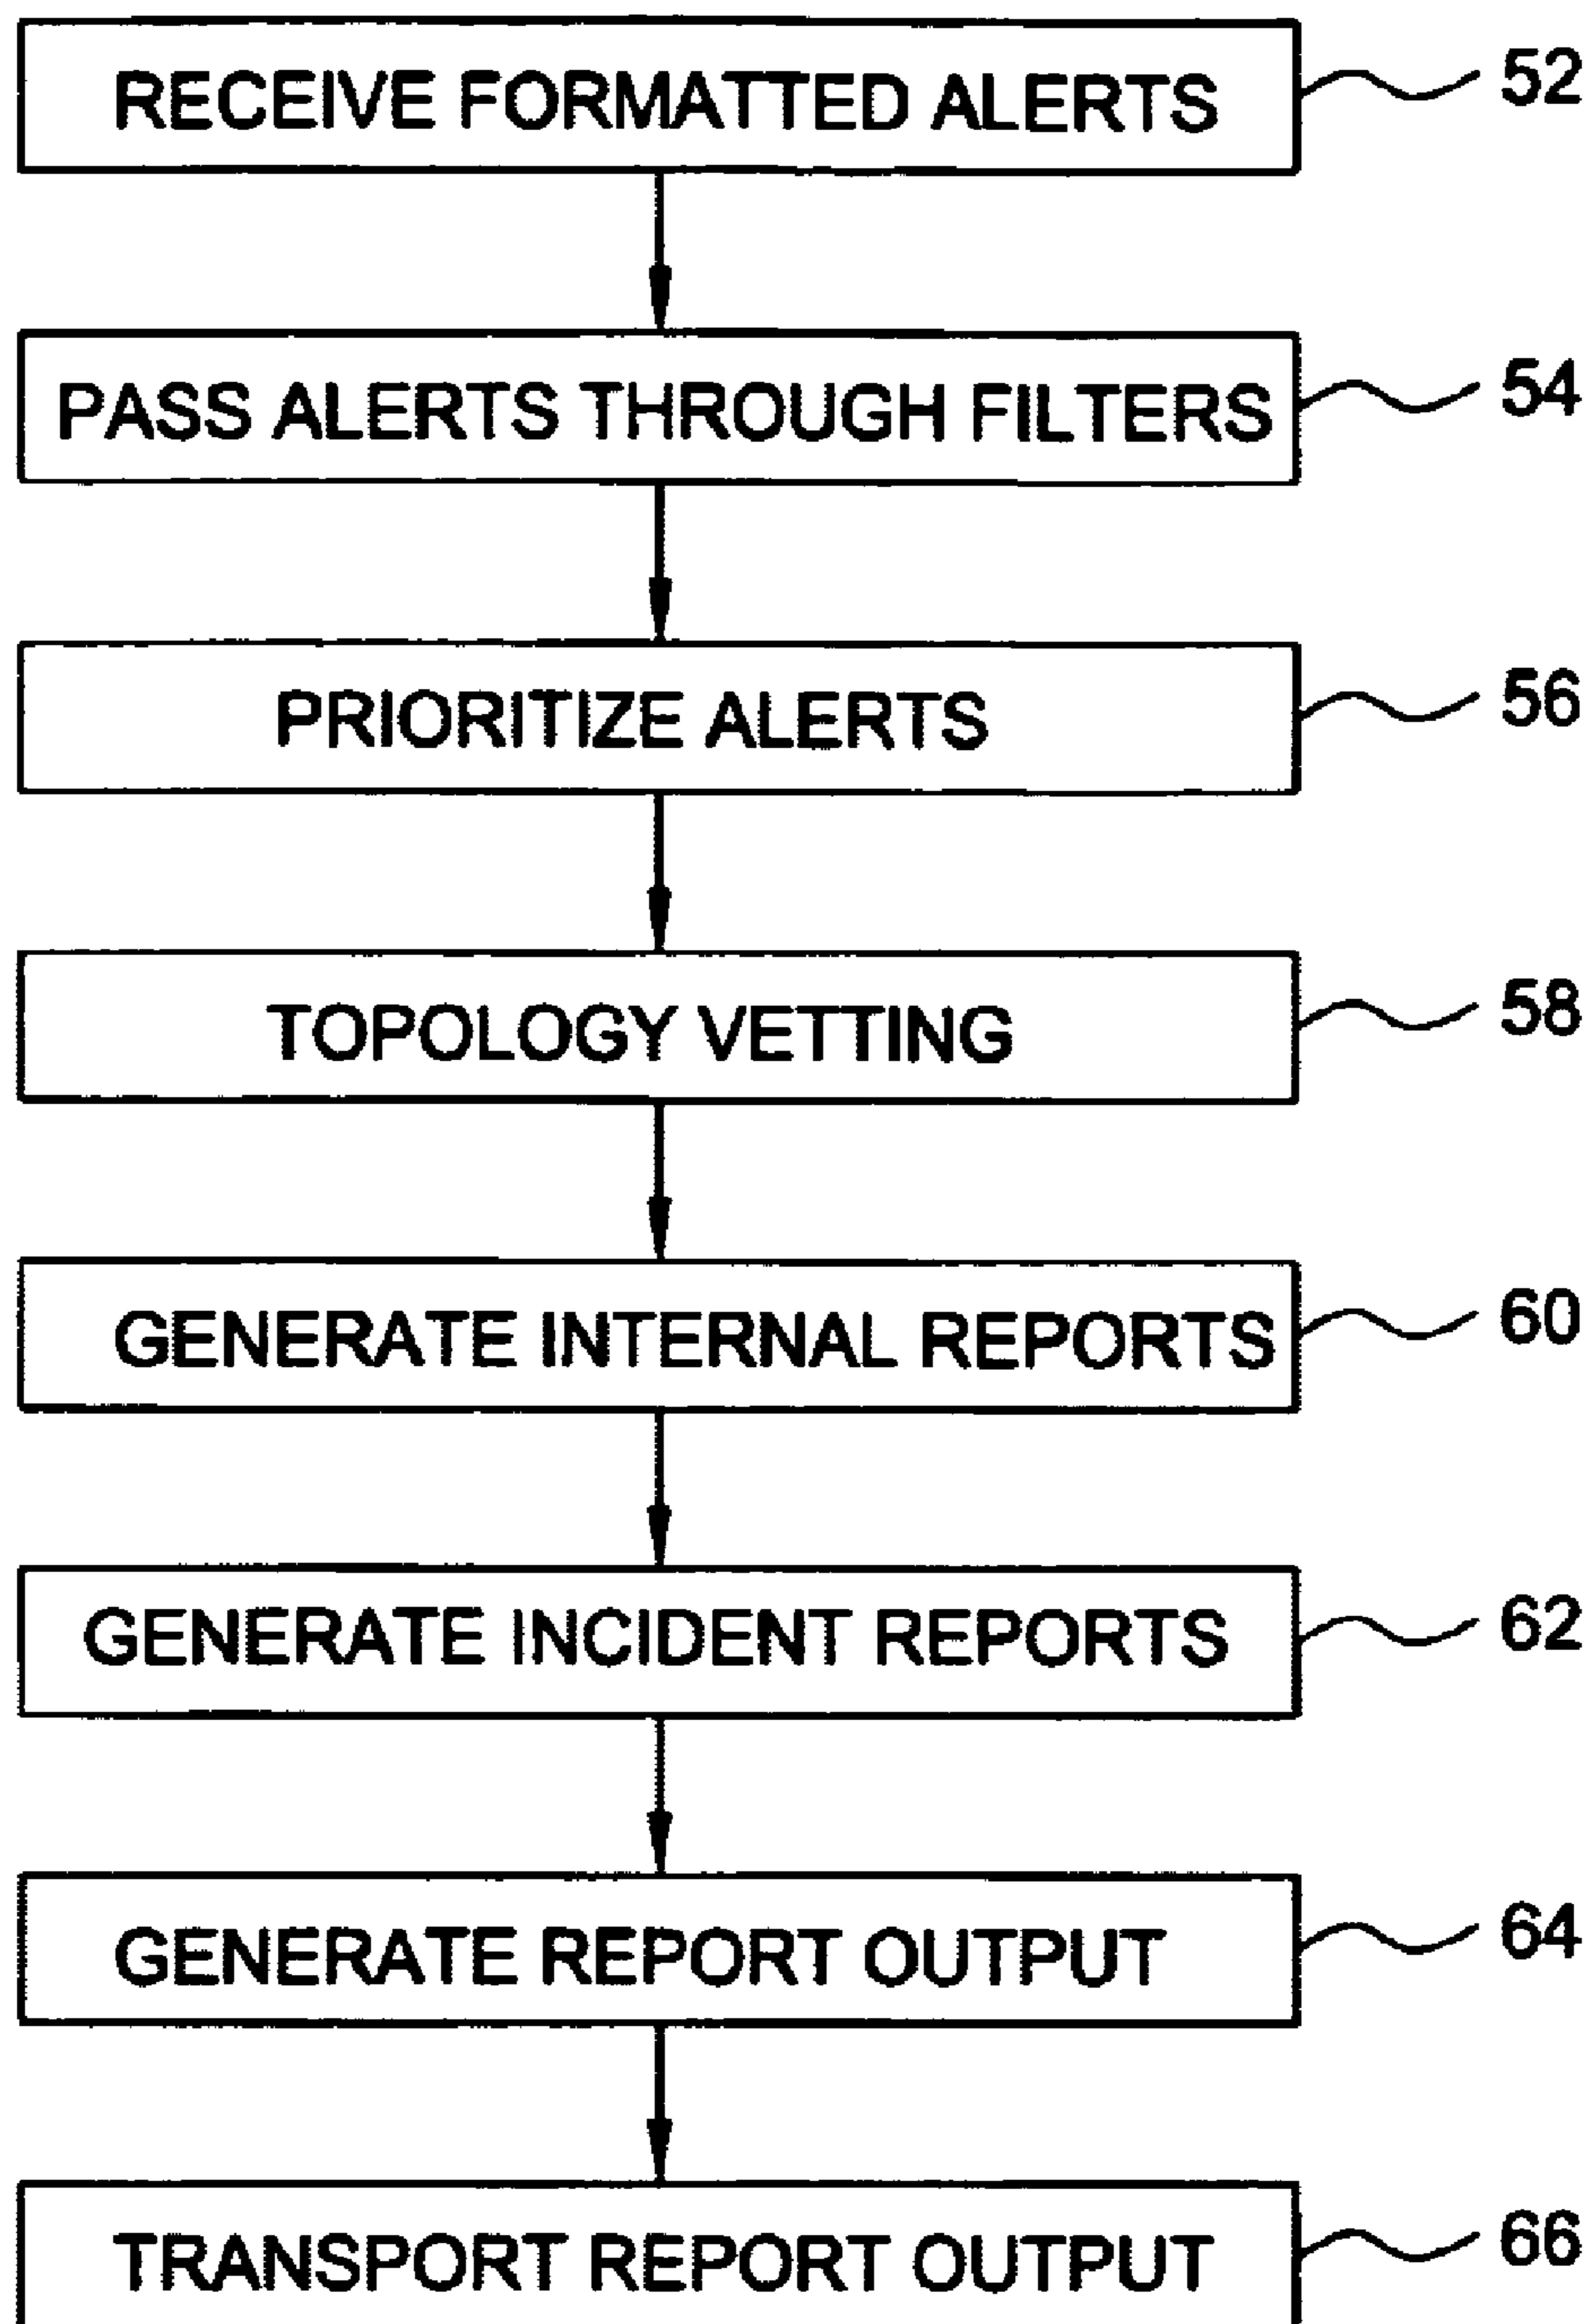 RECEIVE FORMATTED ALERTS 52
PASS ALERTS THROUGH FILTERS 54
PRIORITIZE ALERTS 56
TOPOLOGY VETTING 58
GENERATE INTERNAL REPORTS 60
GENERATE INCIDENT REPORTS 62
GENERATE REPORT OUTPUT 64
TRANSPORT REPORT OUTPUT 66